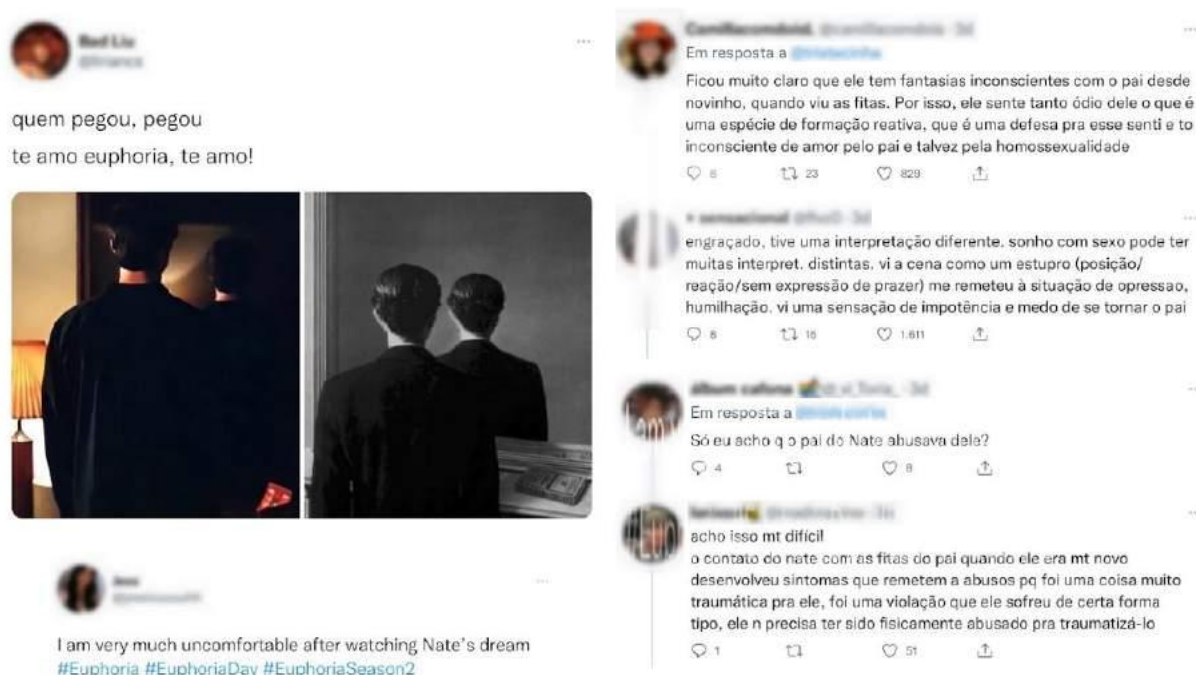 quem pegou, pegou
te amo euphoria, te amo!
I am very much uncomfortable after watching Nate's dream
#Euphoria #EuphoriaDay #EuphoriaSeason2
Em resposta a
Ficou muito claro que ele tem fantasias inconscientes com o pai desde
novinho, quando viu as fitas. Por isso, ele sente tanto ódio dele o que é
uma espécie de formação reativa, que é uma defesa pra esse senti e to
inconsciente de amor pelo pai e talvez pela homossexualidade
6 23 829
engraçado, tive uma interpretação diferente. sonho com sexo pode ter
muitas interpret. distintas. vi a cena como um estupro (posição/
reação/sem expressão de prazer) me remeteu à situação de opressao,
humilhação. vi uma sensação de impotência e medo de se tornar o pai
8 16 1.611
Em resposta a
Só eu acho q o pai do Nate abusava dele?
4 8
acho isso mt difícil
o contato do nate com as fitas do pai quando ele era mt novo
desenvolveu sintomas que remetem a abusos pq foi uma coisa muito
traumática pra ele, foi uma violação que ele sofreu de certa forma
tipo, ele n precisa ter sido fisicamente abusado pra traumatizá-lo
1 51